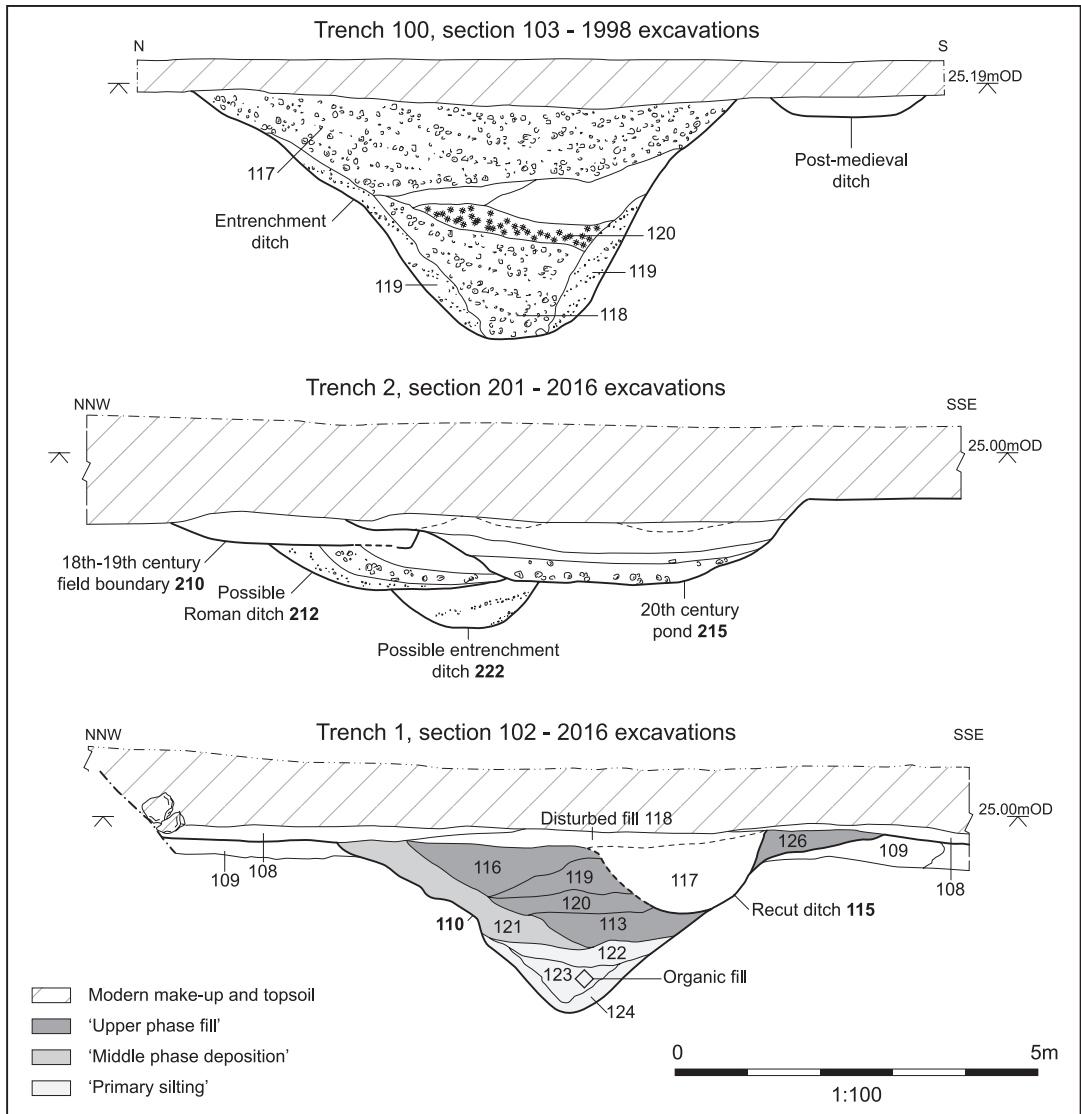 Trench 100, section 103 - 1998 excavations
N
S
25.19mOD
117
Entrenchment
ditch
Post-medieval
ditch
120
119
119
118
Trench 2, section 201 - 2016 excavations
NNW
SSE
25.00mOD
18th-19th century
field boundary 210
Possible
Roman ditch 212
Possible entrenchment
ditch 222
20th century
pond 215
Trench 1, section 102 - 2016 excavations
NNW
SSE
25.00mOD
Disturbed fill 118
109
108
116
119
120
117
126
109
108
110
121
113
Recut ditch 115
122
123
Organic fill
124
Modern make-up and topsoil
'Upper phase fill'
'Middle phase deposition'
'Primary silting'
0
5m
1:100